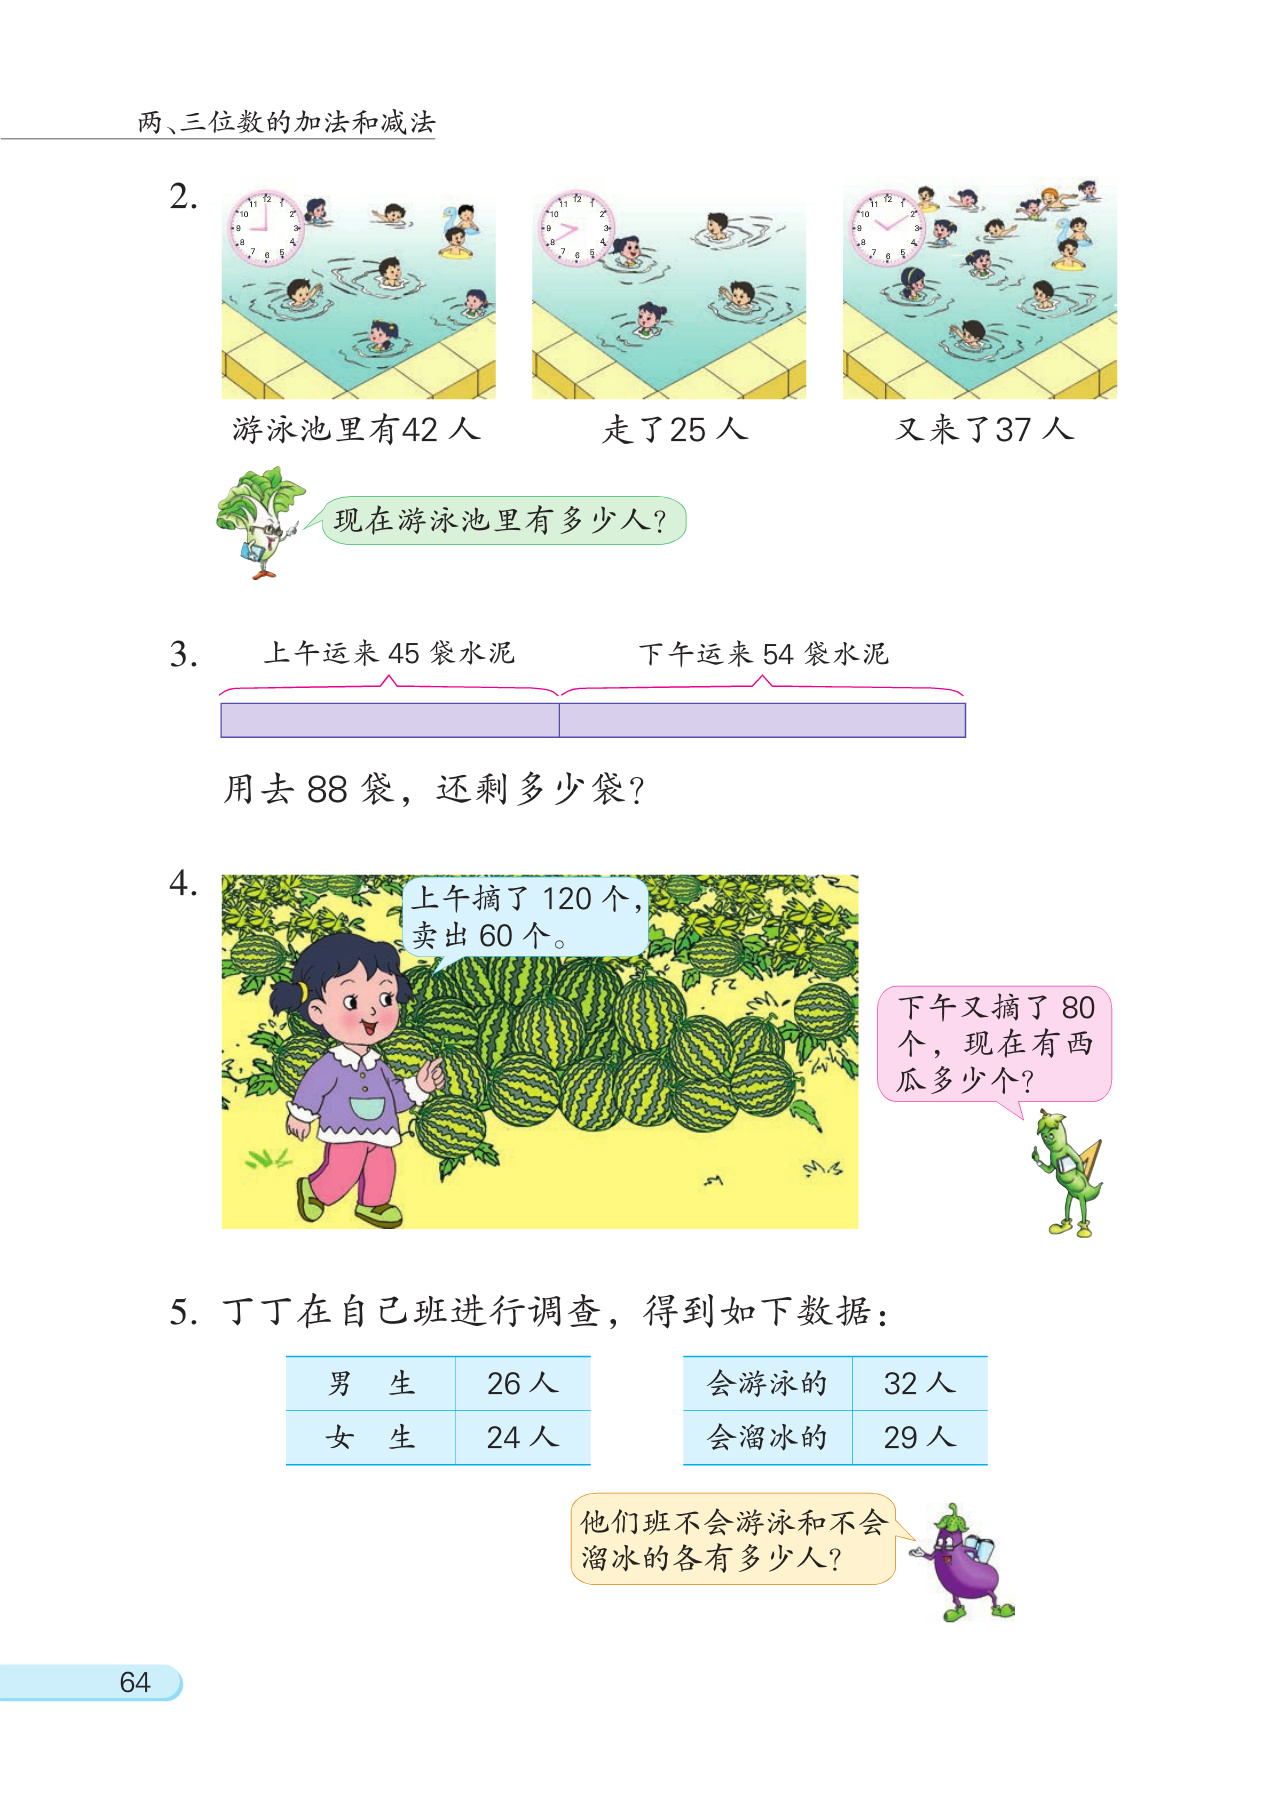 两、三位数的加法和减法
2.
游泳池里有42 人
走了25 人
又来了37 人
现在游泳池里有多少人？
3.
上午运来 45 袋水泥
下午运来 54 袋水泥
用去 88 袋，还剩多少袋？
4.
上午摘了 120 个，
卖出 60 个。
下午又摘了 80
个，现在有西
瓜多少个？
5. 丁丁在自己班进行调查，得到如下数据：
男 生 26 人
女 生 24 人
会游泳的 32 人
会溜冰的 29 人
他们班不会游泳和不会
溜冰的各有多少人？
64